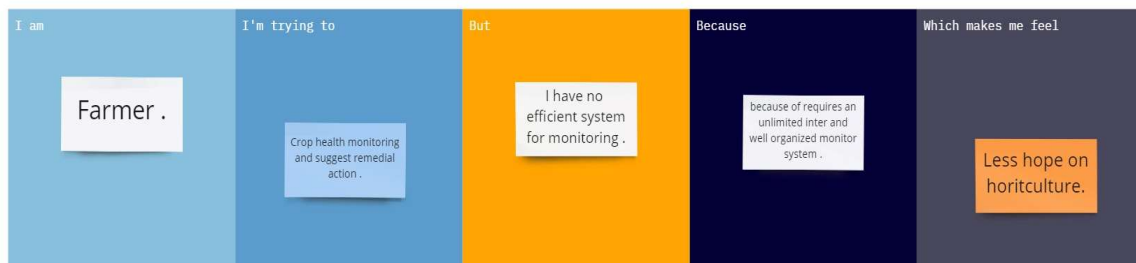 I am
Farmer .
I'm trying to
Crop health monitoring
and suggest remedial
action .
But
I have no
efficient system
for monitoring .
Because
because of requires an
unlimited inter and
well organized monitor
system .
Which makes me feel
Less hope on
horitculture.